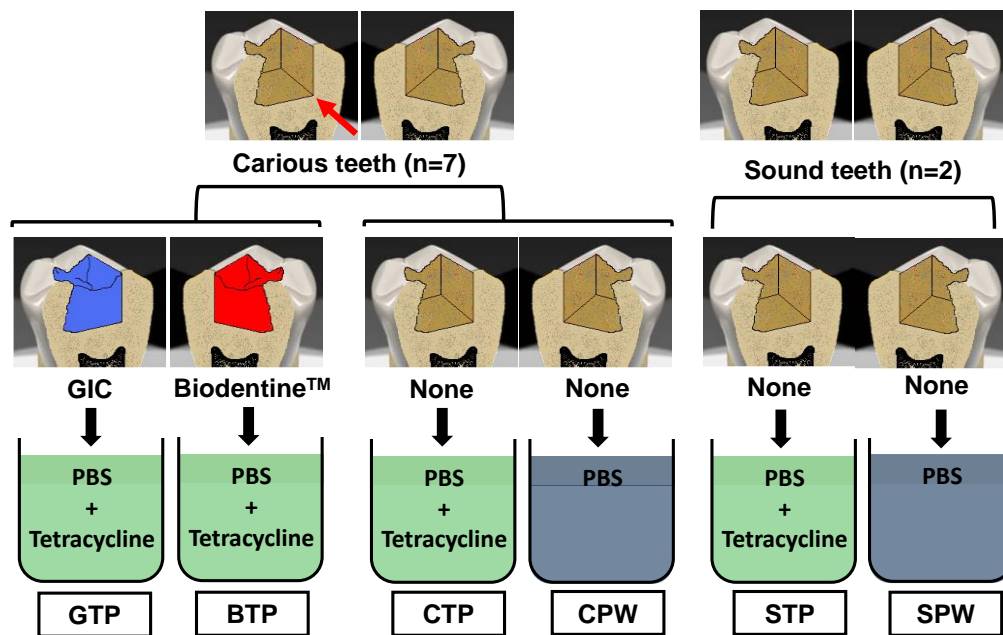 Carious teeth (n=7)
Sound teeth (n=2)
GIC
Biodentine™
None
None
None
None
PBS
+
Tetracycline
PBS
+
Tetracycline
PBS
+
Tetracycline
PBS
PBS
+
Tetracycline
PBS
GTP
BTP
CTP
CPW
STP
SPW